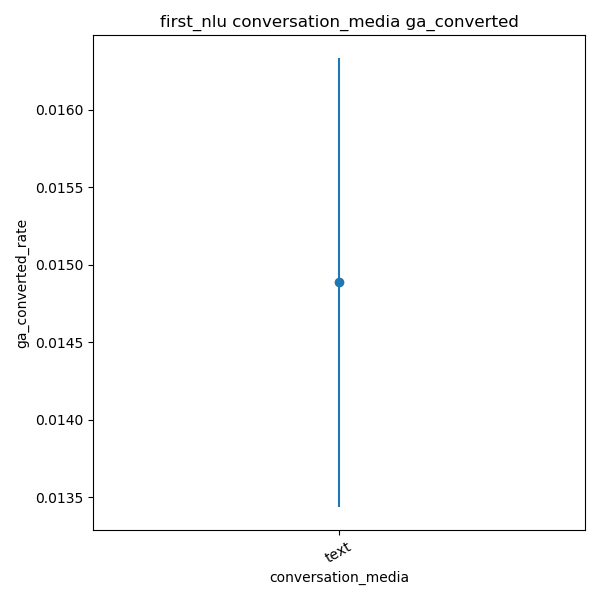 first_nlu conversation_media ga_converted
ga_converted_rate
0.0160
0.0155
0.0150
0.0145
0.0140
0.0135
text
conversation_media